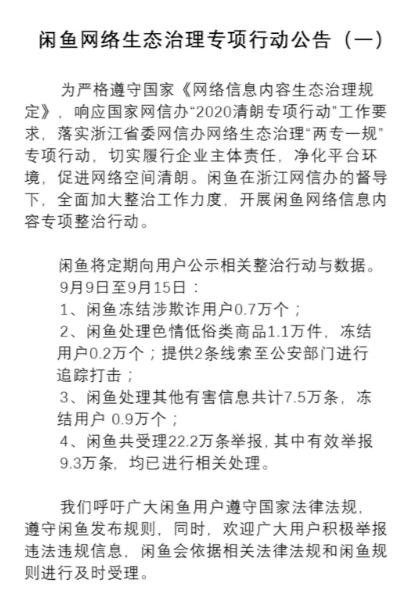 闲鱼网络生态治理专项行动公告（一）
为严格遵守国家《网络信息内容生态治理规
定》，响应国家网信办“2020清朗专项行动”工作要
求，落实浙江省委网信办网络生态治理“两专一规”
专项行动，切实履行企业主体责任，净化平台环
境，促进网络空间清朗。闲鱼在浙江网信办的督导
下，全面加大整治工作力度，开展闲鱼网络信息内
容专项整治行动。
闲鱼将定期向用户公示相关整治行动与数据。
9月9日至9月15日：
1、闲鱼冻结涉欺诈用户0.7万个；
2、闲鱼处理色情低俗类商品1.1万件，冻结
用户0.2万个；提供2条线索至公安部门进行
追踪打击；
3、闲鱼处理其他有害信息共计7.5万条，冻
结用户 0.9万个；
4、闲鱼共受理22.2万条举报，其中有效举报
9.3万条，均已进行相关处理。
我们呼吁广大闲鱼用户遵守国家法律法规，
遵守闲鱼发布规则，同时，欢迎广大用户积极举报
违法违规信息，闲鱼会依据相关法律法规和闲鱼规
则进行及时受理。